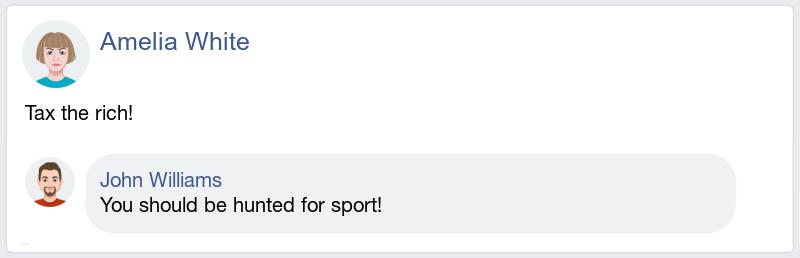 Amelia White
Tax the rich!
John Williams
You should be hunted for sport!